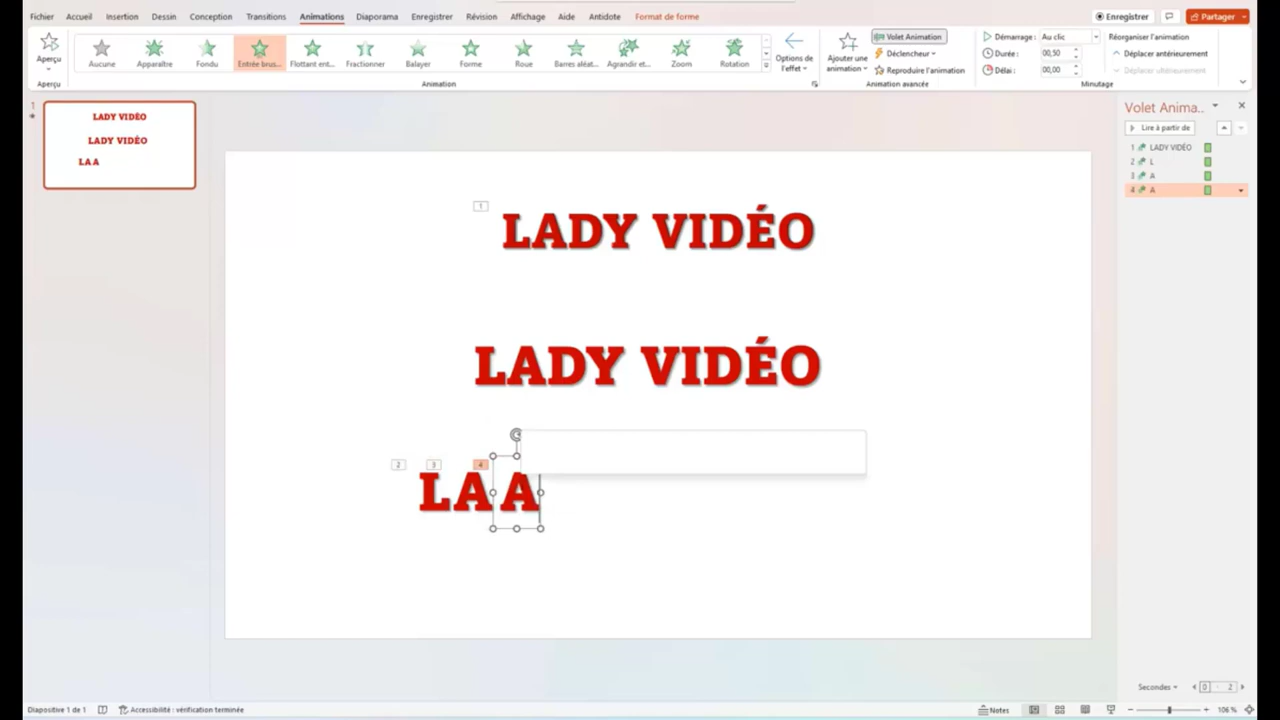 Fichier Accueil Insertion Dessin Conception Transitions Animations Diaporama Enregistrer Révision Affichage Aide Antidote Format de forme Enregistrer Partager
Aperçu
Aucune Apparaître Fondu Entrée brus... Flottant ent... Fractionner Balayer Forme Roue Barres aléat... Agrandir et... Zoom Rotation
Options de l'effet
Ajouter une animation
Volet Animation
Déclencheur
Reproduire l'animation
Démarrage : Au clic
Durée : 00,50
Délai : 00,00
Réorganiser l'animation
Déplacer antérieurement
Déplacer ultérieurement
Aperçu Animation Animation avancée Minutage
1
LADY VIDÉO
LADY VIDÉO
LA A
1
LADY VIDÉO
LADY VIDÉO
2 3 4
LA A
Volet Anima...
Lire à partir de
1 LADY VIDÉO
2 L
3 A
4 A
Secondes 0 2
Diapositive 1 de 1 Accessibilité : vérification terminée Notes 106 %